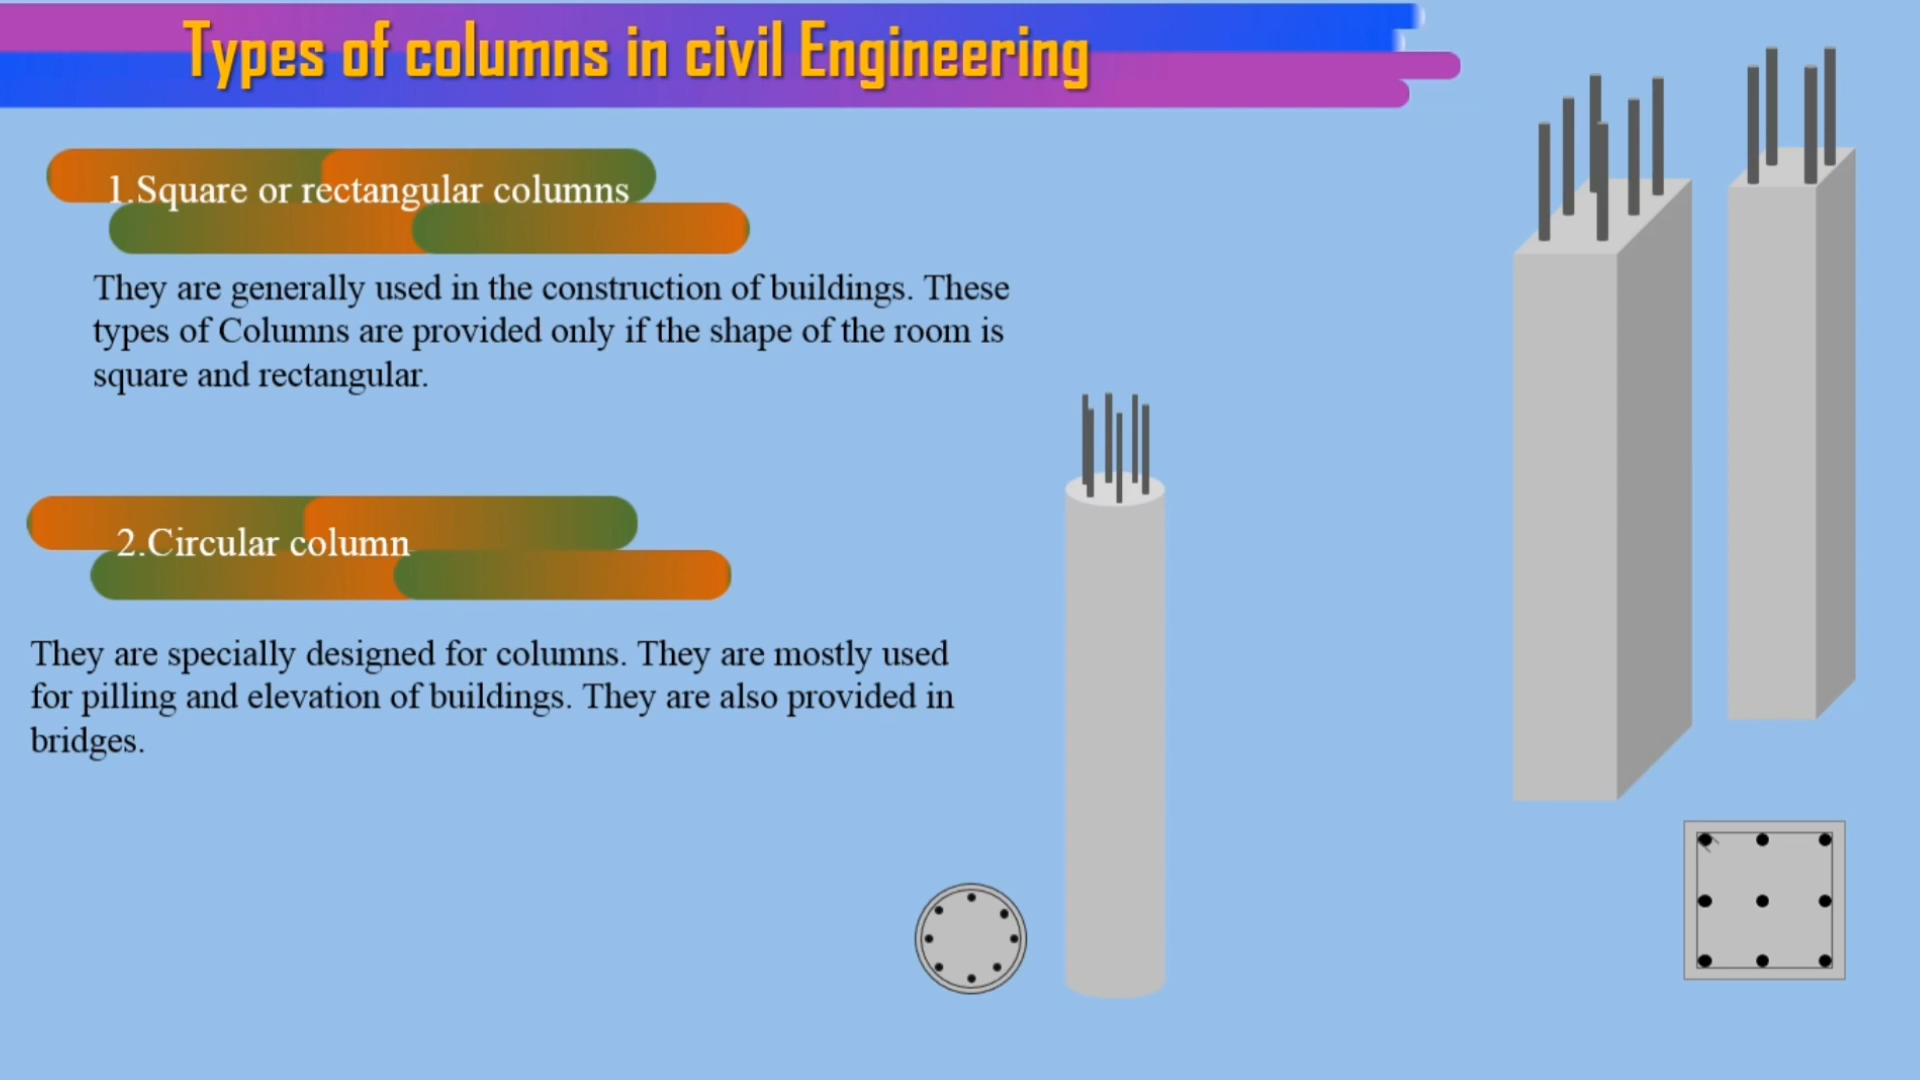 Types of columns in civil Engineering
1.Square or rectangular columns
They are generally used in the construction of buildings. These
types of Columns are provided only if the shape of the room is
square and rectangular.
2.Circular column
They are specially designed for columns. They are mostly used
for pilling and elevation of buildings. They are also provided in
bridges.